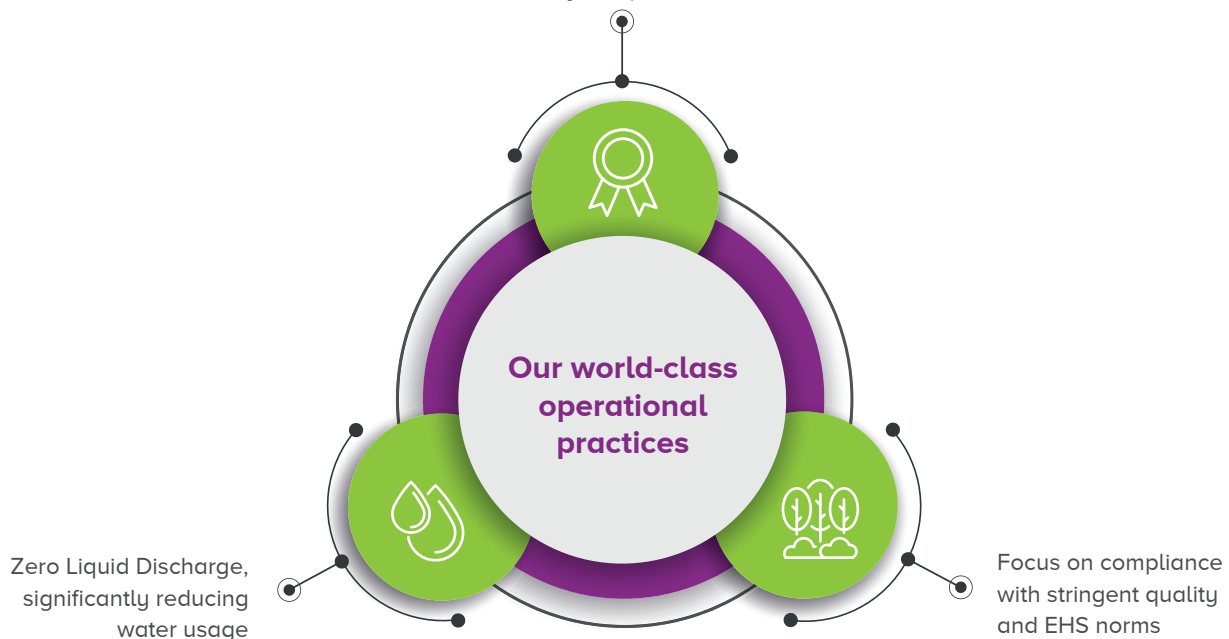 Our world-class
operational
practices
Zero Liquid Discharge,
significantly reducing
water usage
Focus on compliance
with stringent quality
and EHS norms